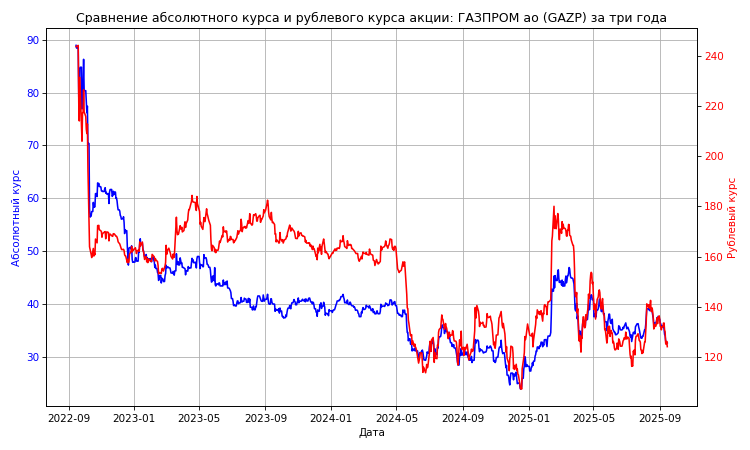 Сравнение абсолютного курса и рублевого курса акции: ГАЗПРОМ ао (GAZP) за три года
90
80
70
60
50
40
30
Абсолютный курс
240
220
200
180
160
140
120
Рублевый курс
2022-09 2023-01 2023-05 2023-09 2024-01 2024-05 2024-09 2025-01 2025-05 2025-09
Дата